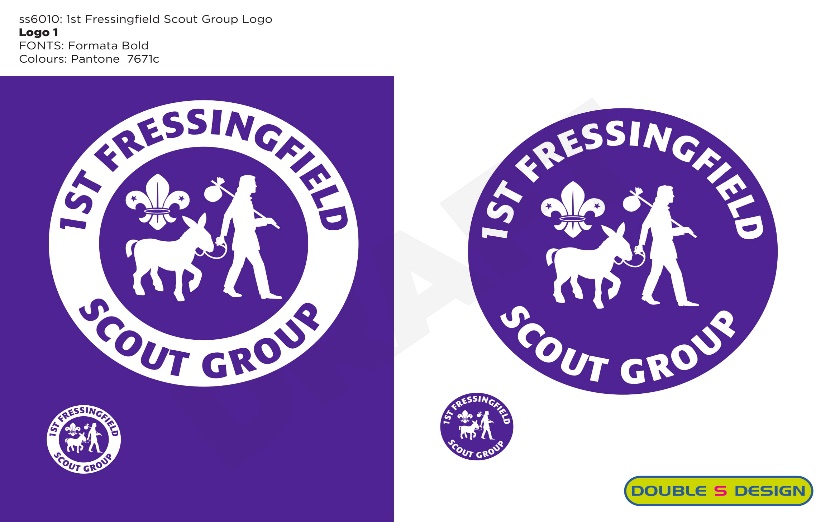 ss6010: 1st Fressingfield Scout Group Logo
Logo 1
FONTS: Formata Bold
Colours: Pantone  7671c
1ST FRESSINGFIELD
SCOUT GROUP
1ST FRESSINGFIELD
SCOUT GROUP
1ST FRESSINGFIELD
SCOUT GROUP
1ST FRESSINGFIELD
SCOUT GROUP
DRAFT
DOUBLE S DESIGN